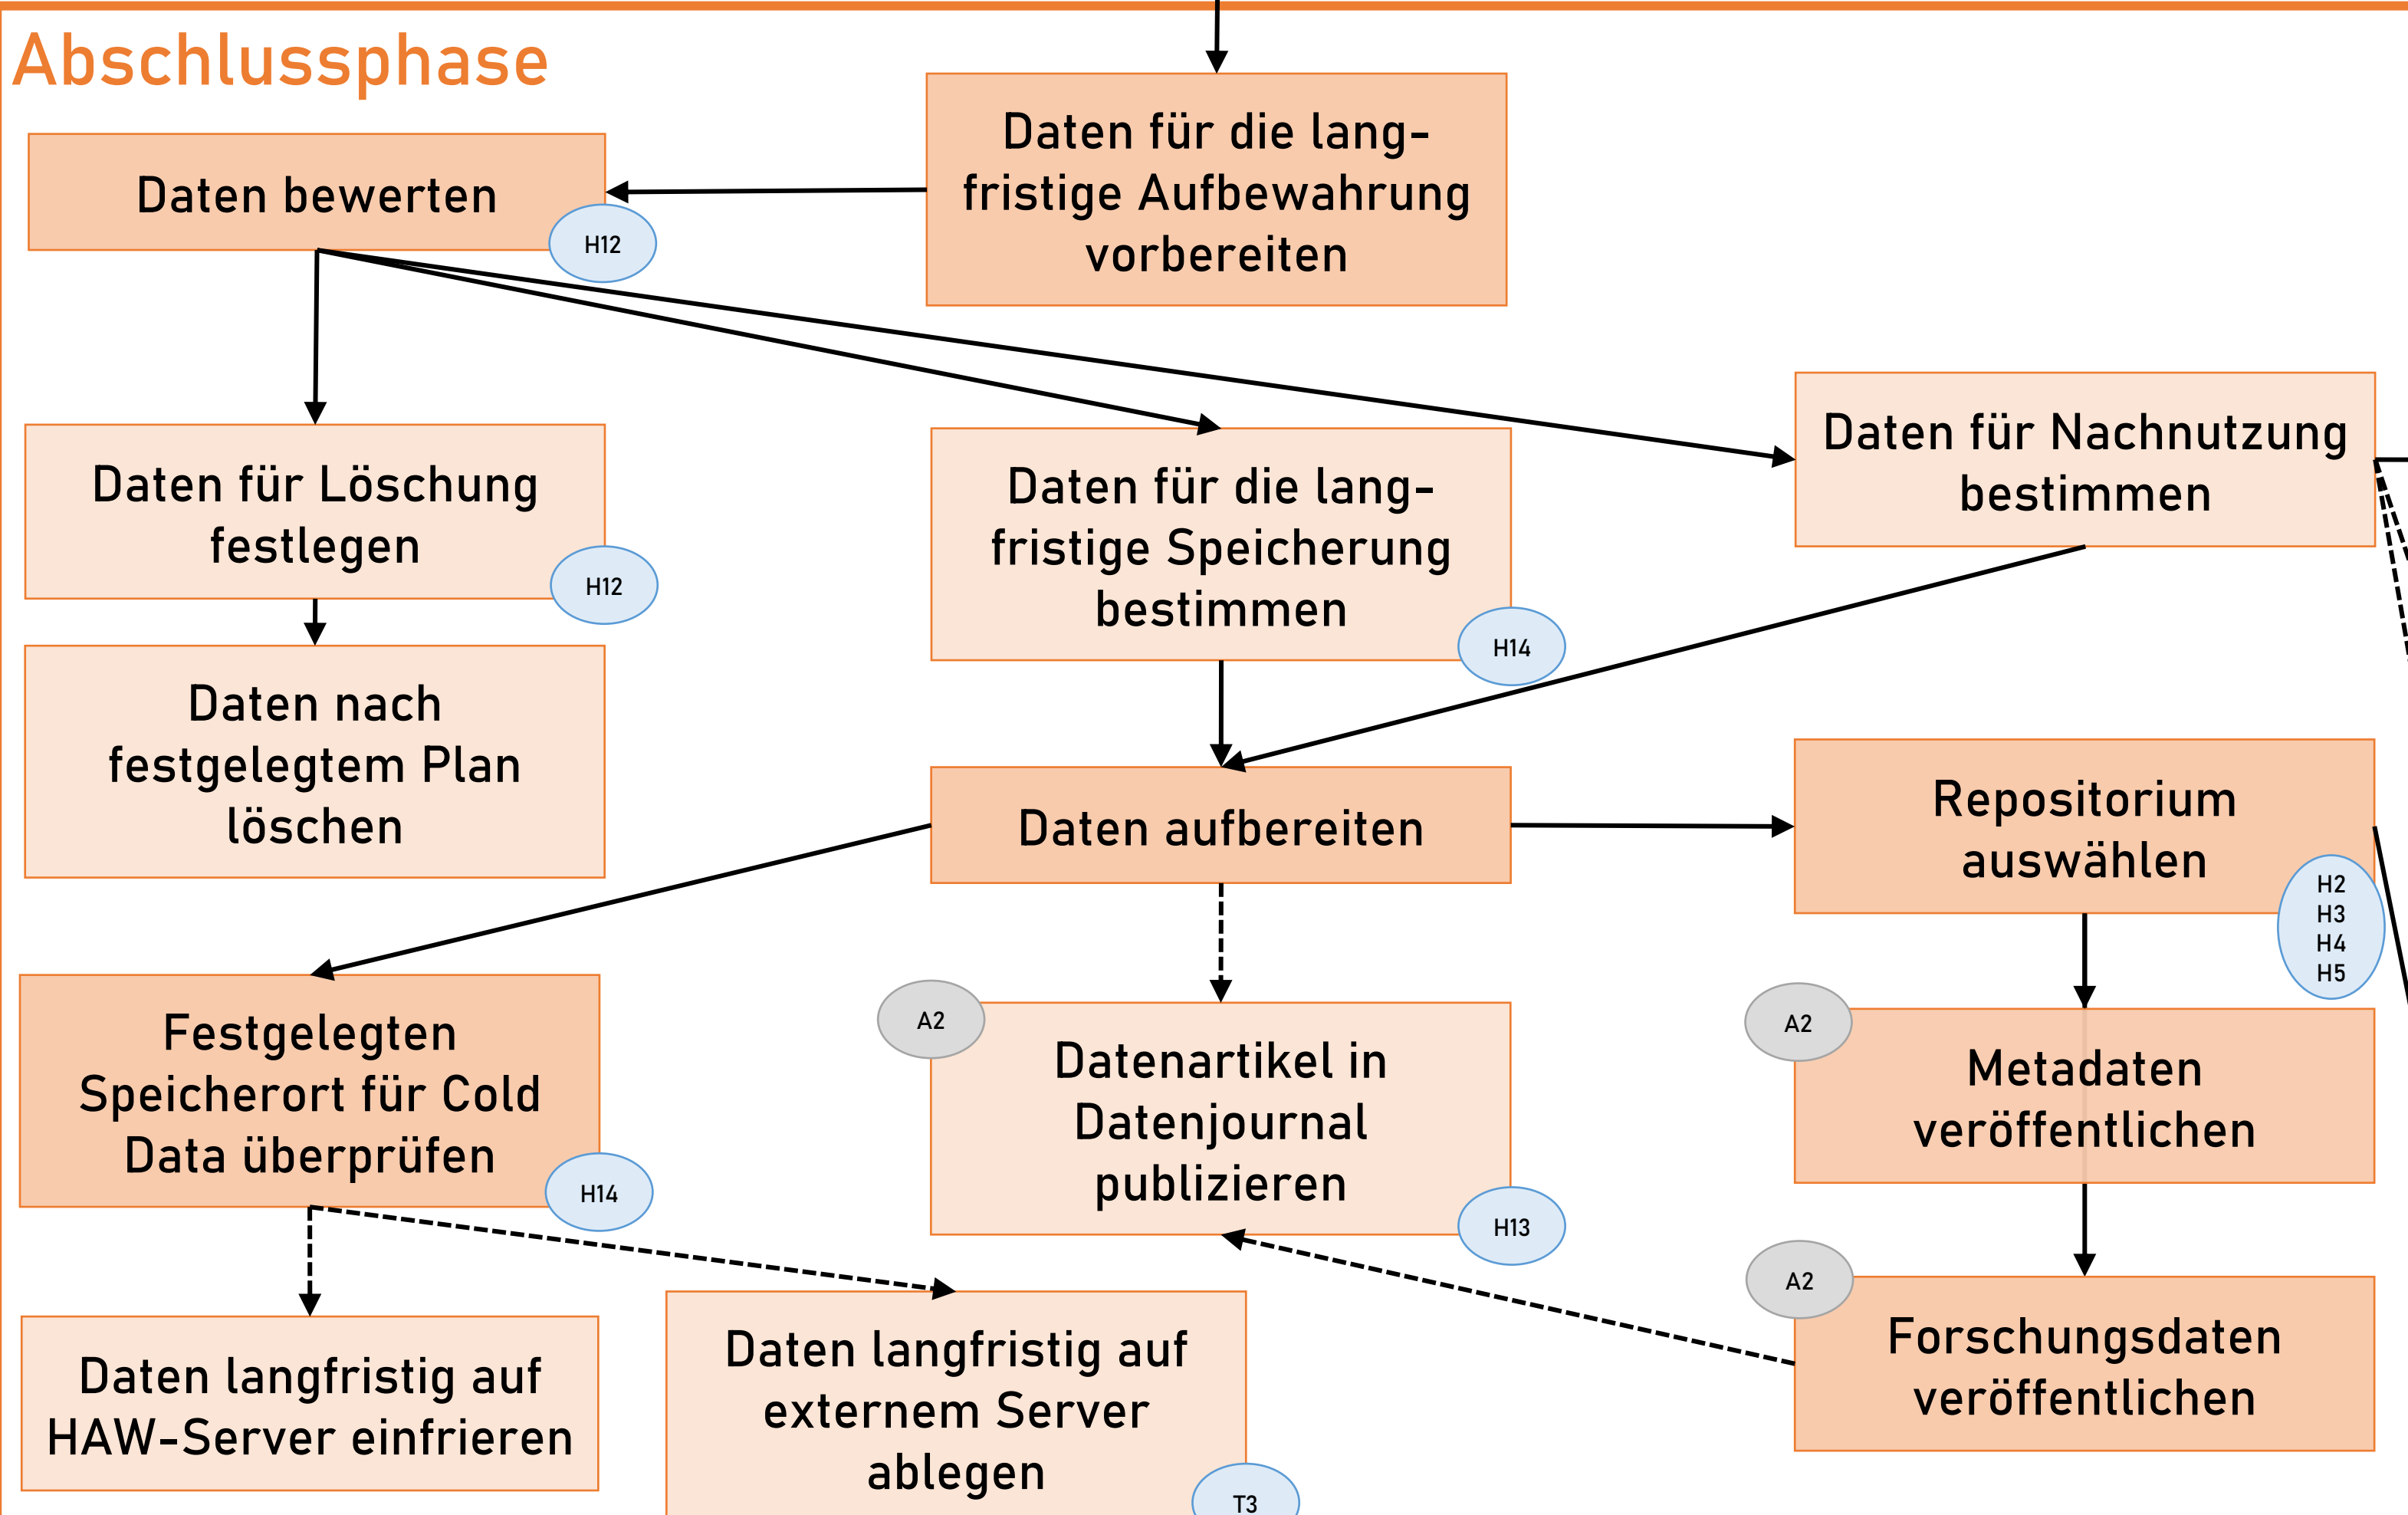 Abschlussphase
Daten für die lang-
fristige Aufbewahrung
vorbereiten
Daten bewerten
H12
Daten für Löschung
festlegen
H12
Daten für die lang-
fristige Speicherung
bestimmen
H14
Daten für Nachnutzung
bestimmen
Daten nach
festgelegtem Plan
löschen
Daten aufbereiten
Repositorium
auswählen
H2
H3
H4
H5
Festgelegten
Speicherort für Cold
Data überprüfen
H14
A2
Datenartikel in
Datenjournal
publizieren
H13
A2
Metadaten
veröffentlichen
A2
Forschungsdaten
veröffentlichen
Daten langfristig auf
HAW-Server einfrieren
Daten langfristig auf
externem Server
ablegen
T3